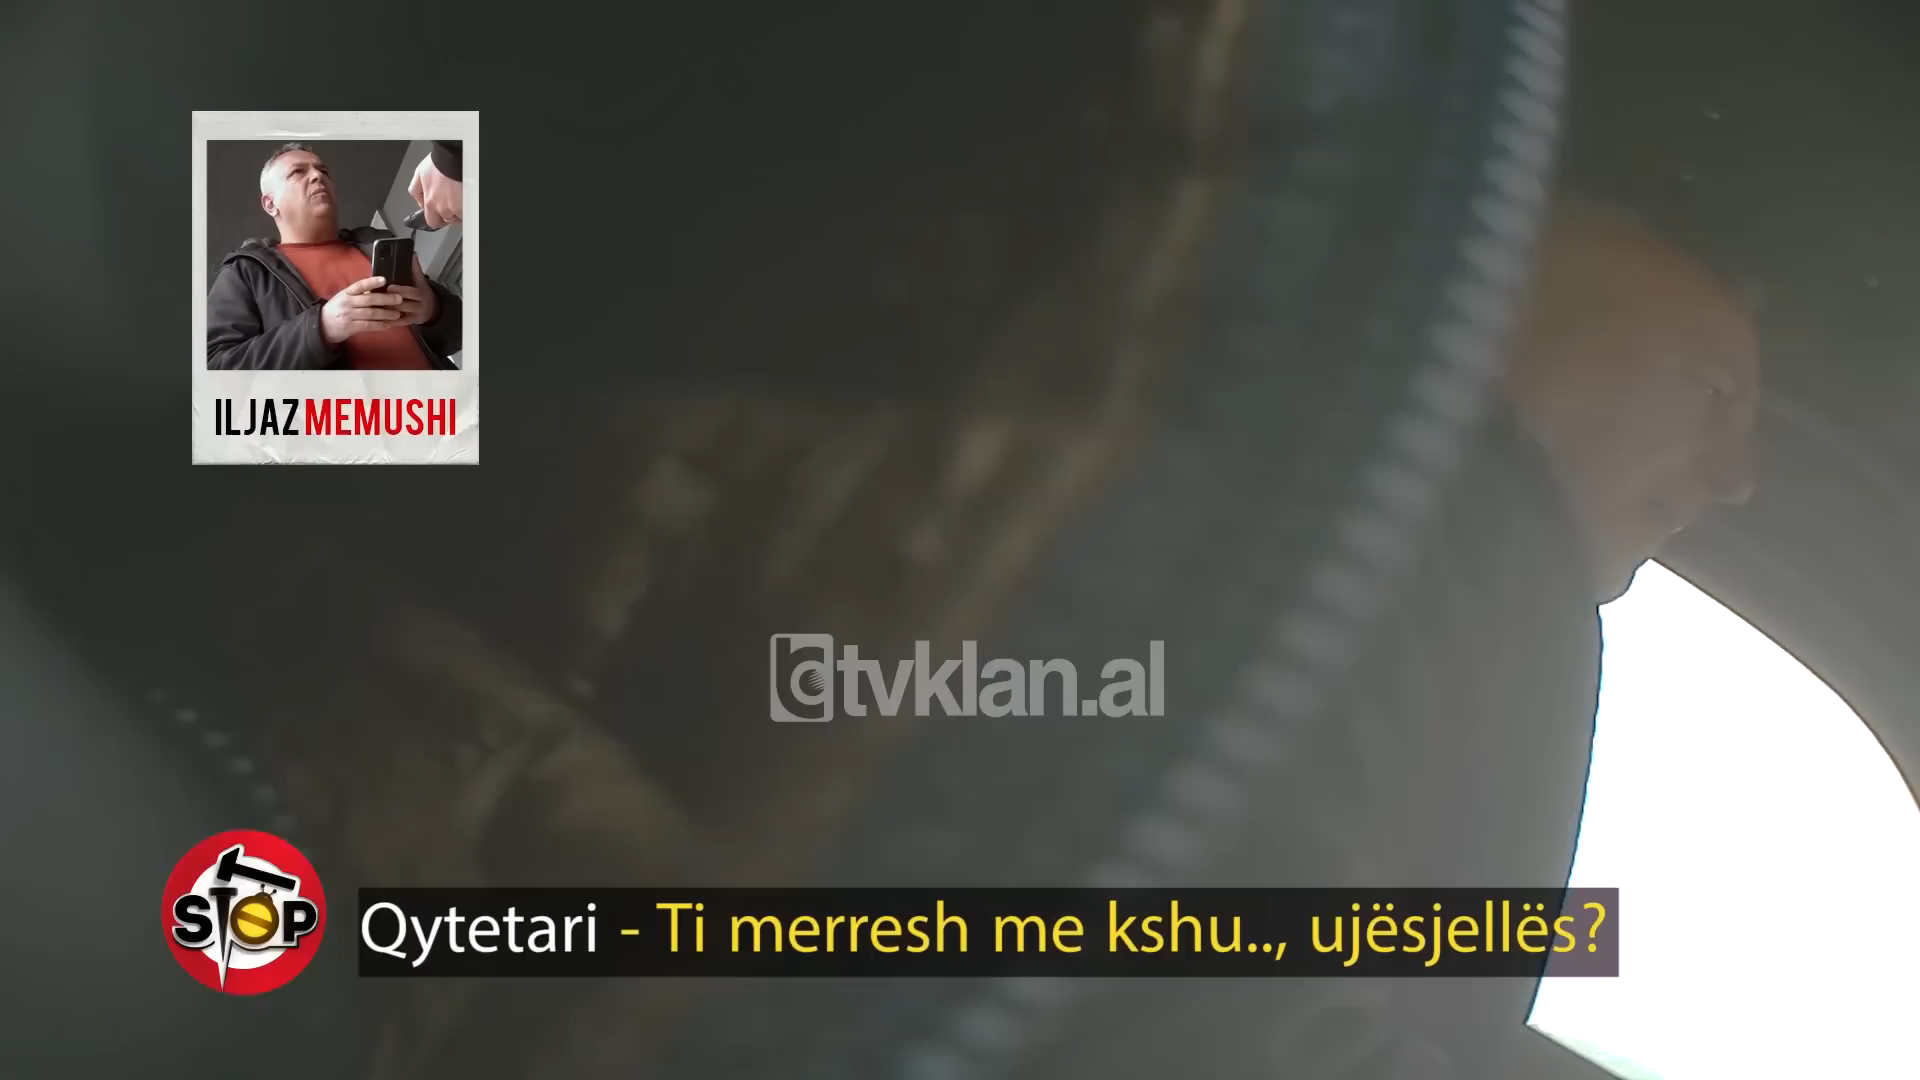 ILJAZ MEMUSHI
tvklan.al
STOP
Qytetari - Ti merresh me kshu.., ujësjellës?